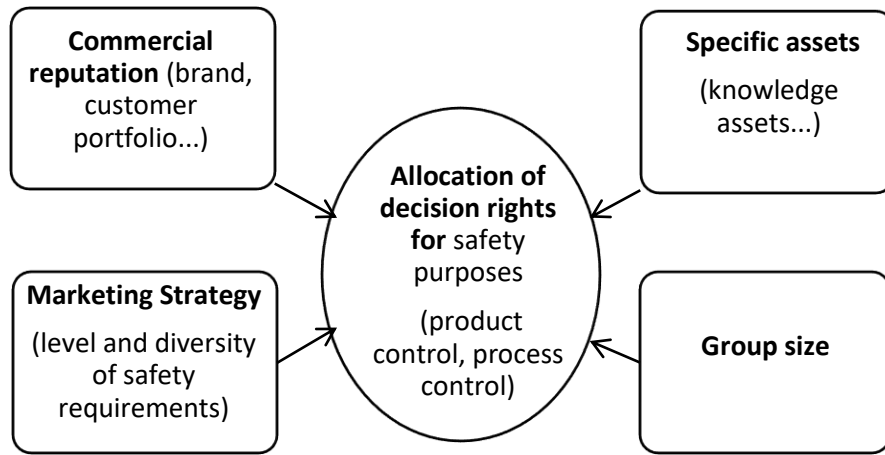 Commercial
reputation (brand,
customer
portfolio...)
Specific assets
(knowledge
assets...)
Allocation of
decision rights
for safety
purposes
(product
control, process
control)
Marketing Strategy
(level and diversity
of safety
requirements)
Group size